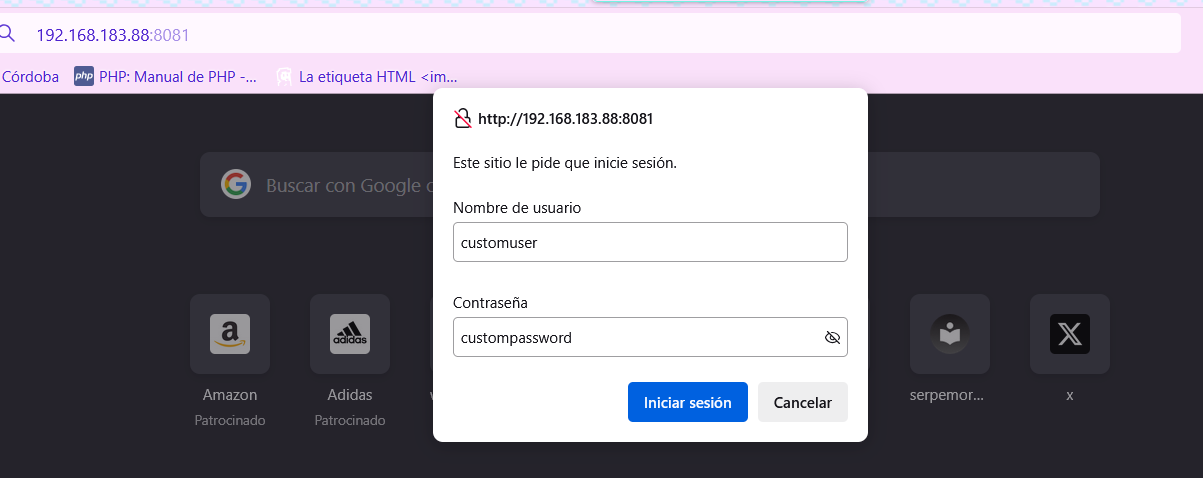 192.168.183.88:8081
Córdoba
php
PHP: Manual de PHP -...
La etiqueta HTML <im...
http://192.168.183.88:8081
Este sitio le pide que inicie sesión.
Buscar con Google
Nombre de usuario
customuser
Contraseña
custompassword
Iniciar sesión
Cancelar
a
adidas
Amazon
Adidas
serpemor...
x
Patrocinado
Patrocinado